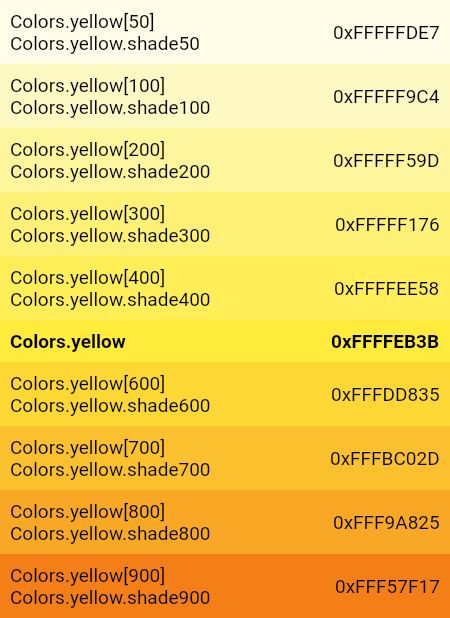 Colors.yellow[50]
Colors.yellow.shade50
0xFFFFFDE7
Colors.yellow[100]
Colors.yellow.shade100
0xFFFFF9C4
Colors.yellow[200]
Colors.yellow.shade200
0xFFFFF59D
Colors.yellow[300]
Colors.yellow.shade300
0xFFFFF176
Colors.yellow[400]
Colors.yellow.shade400
0xFFFFEE58
Colors.yellow
0xFFFFEB3B
Colors.yellow[600]
Colors.yellow.shade600
0xFFFDD835
Colors.yellow[700]
Colors.yellow.shade700
0xFFFBC02D
Colors.yellow[800]
Colors.yellow.shade800
0xFFF9A825
Colors.yellow[900]
Colors.yellow.shade900
0xFFF57F17